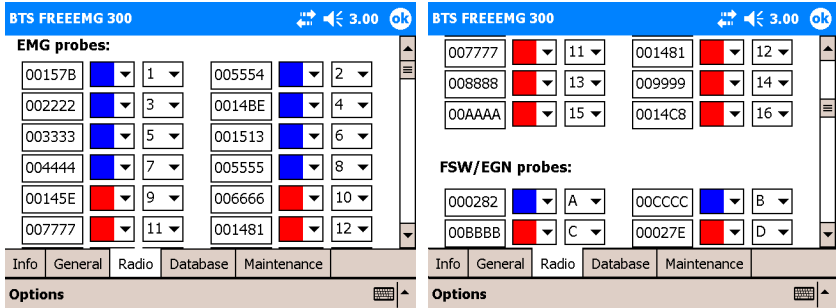 BTS FREEEMG 300 3.00 ok
EMG probes:
00157B 1 005554 2
002222 3 0014BE 4
003333 5 001513 6
004444 7 005555 8
00145E 9 006666 10
007777 11 001481 12
Info General Radio Database Maintenance
Options
BTS FREEEMG 300 3.00 ok
007777 11 001481 12
008888 13 009999 14
00AAAA 15 0014C8 16
FSW/EGN probes:
000282 A 00CCCC B
00BBBB C 00027E D
Info General Radio Database Maintenance
Options